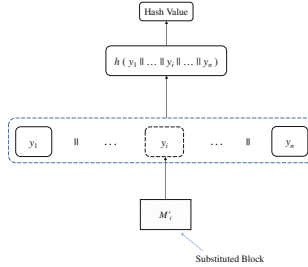 Hash Value
h ( y₁ || … || yᵢ || … || yₙ )
y₁ || … yᵢ … || yₙ
M'ᵢ
Substituted Block